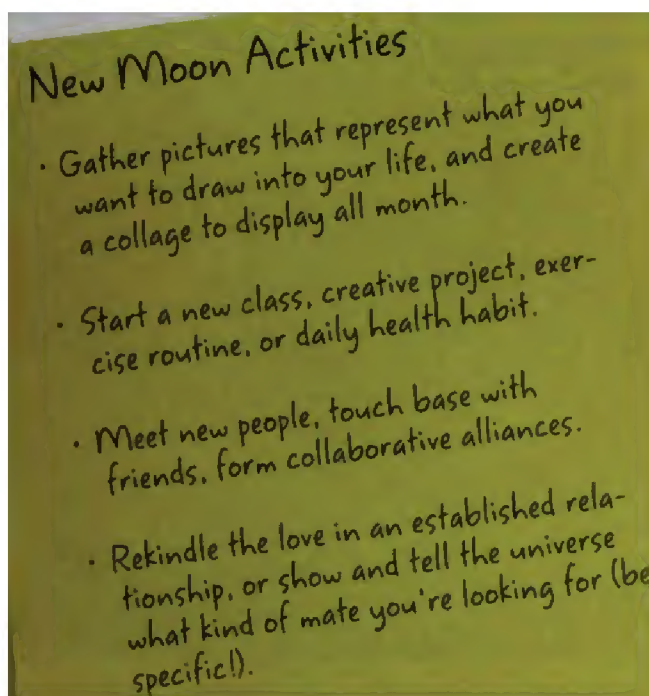 New Moon Activities
· Gather pictures that represent what you
want to draw into your life, and create
a collage to display all month.
· Start a new class, creative project, exer-
cise routine, or daily health habit.
· Meet new people, touch base with
friends, form collaborative alliances.
· Rekindle the love in an established rela-
tionship, or show and tell the universe
what kind of mate you're looking for (be
specific!).